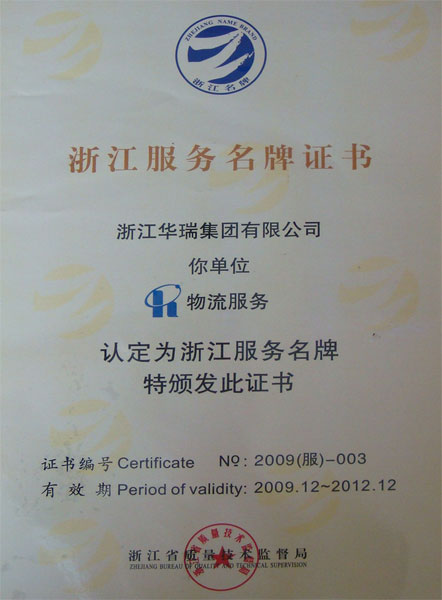 ZHEJIANG NAME BRAND
浙江名牌
浙江服务名牌证书
浙江华瑞集团有限公司
你单位
物流服务
认定为浙江服务名牌
特颁发此证书
证书编号 Certificate Nº: 2009(服)-003
有效期 Period of validity: 2009.12~2012.12
浙江省质量技术监督局
ZHEJIANG BUREAU OF QUALITY AND TECHNICAL SUPERVISION